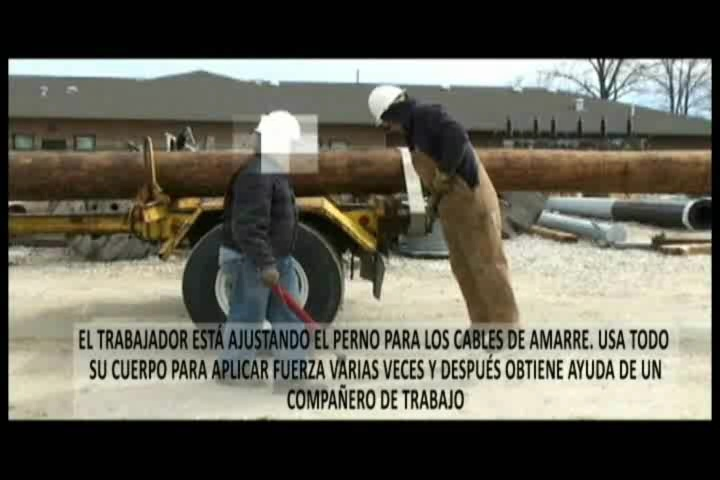 EL TRABAJADOR ESTÁ AJUSTANDO EL PERNO PARA LOS CABLES DE AMARRE. USA TODO
SU CUERPO PARA APLICAR FUERZA VARIAS VECES Y DESPUÉS OBTIENE AYUDA DE UN
COMPAÑERO DE TRABAJO